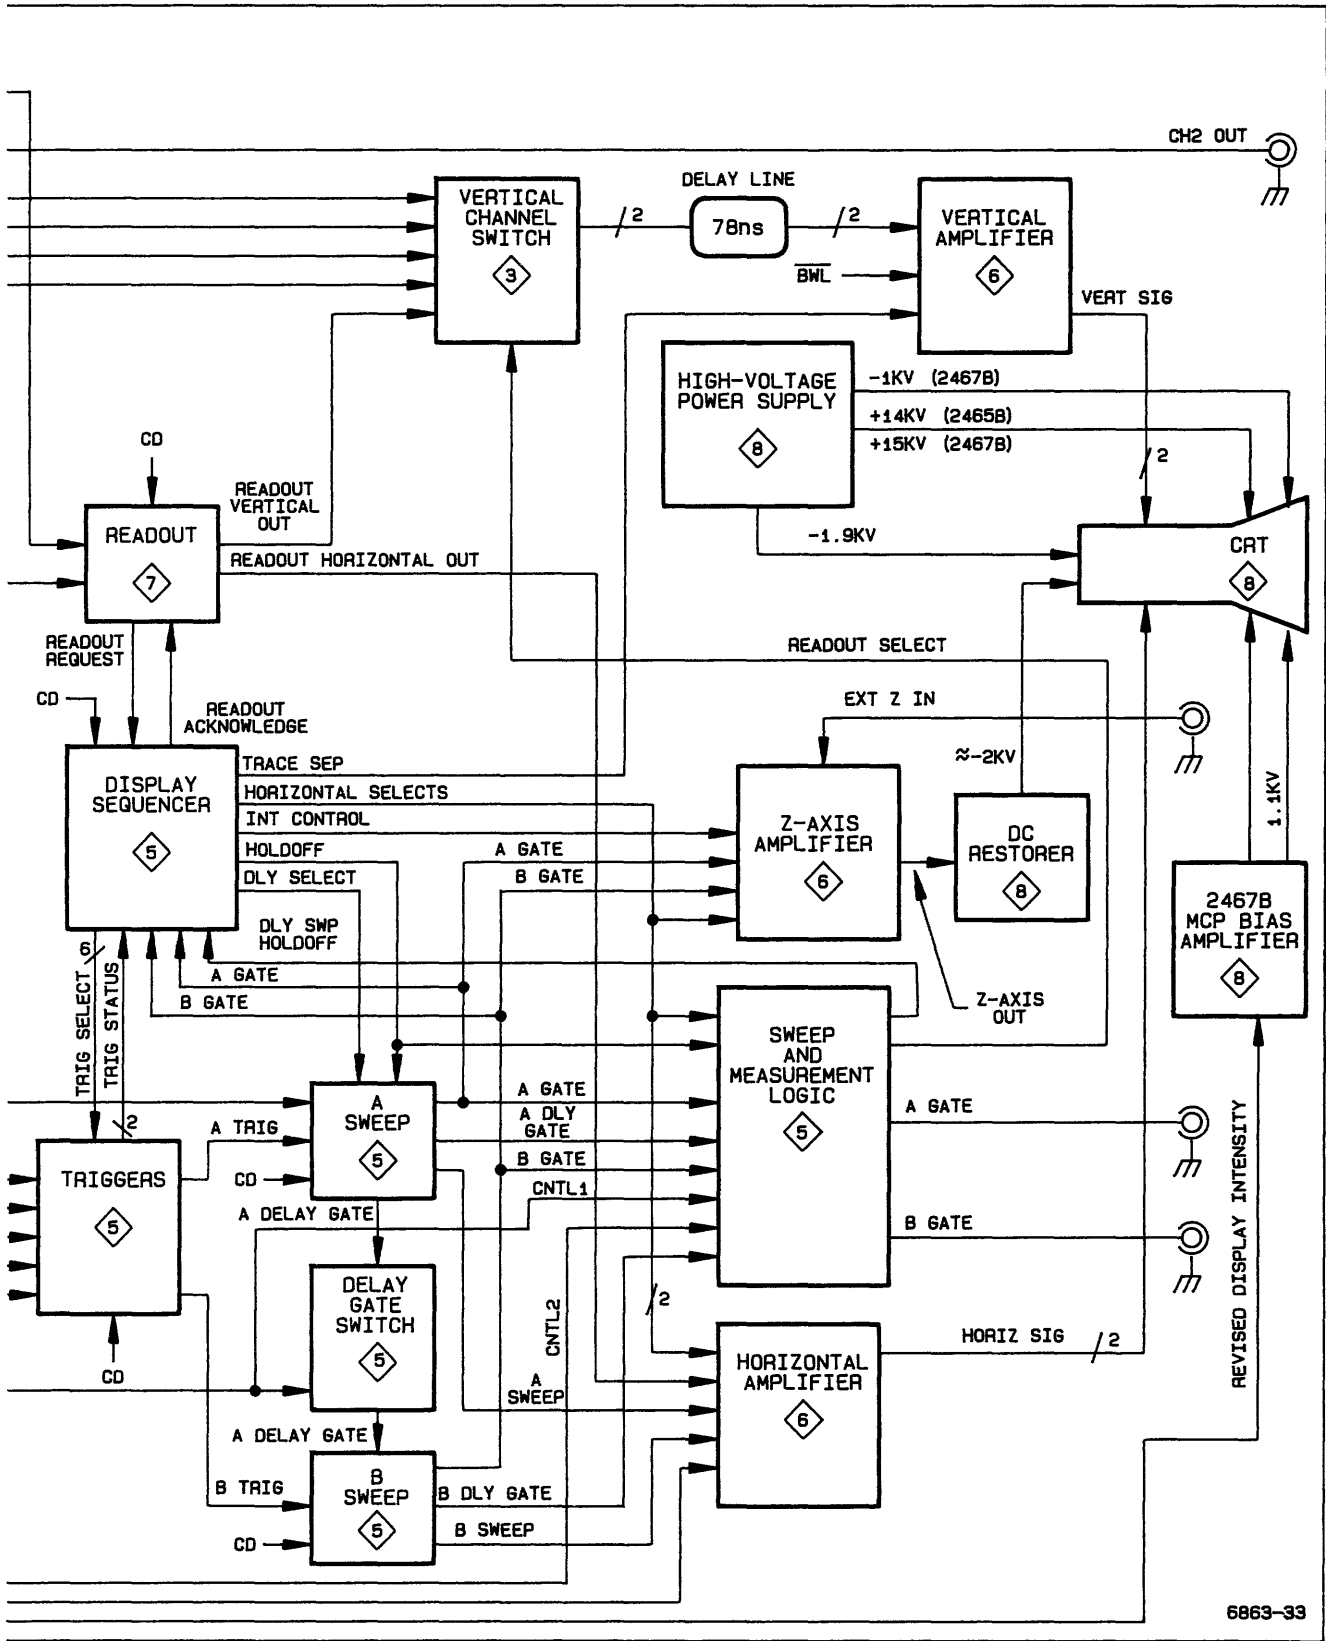 CH2 OUT
DELAY LINE
VERTICAL
CHANNEL
SWITCH
3
2
78ns
2
VERTICAL
AMPLIFIER
6
BWL
VERT SIG
HIGH-VOLTAGE
POWER SUPPLY
8
-1KV (2467B)
+14KV (2465B)
+15KV (2467B)
2
-1.9KV
CRT
8
CD
READOUT
VERTICAL
OUT
READOUT
7
READOUT HORIZONTAL OUT
READOUT
REQUEST
READOUT SELECT
CD
READOUT
ACKNOWLEDGE
EXT Z IN
≈-2KV
1.1KV
DISPLAY
SEQUENCER
5
TRACE SEP
HORIZONTAL SELECTS
INT CONTROL
HOLDOFF
DLY SELECT
A GATE
B GATE
Z-AXIS
AMPLIFIER
6
DC
RESTORER
8
2467B
MCP BIAS
AMPLIFIER
8
DLY SWP
HOLDOFF
6
A GATE
B GATE
TRIG SELECT
TRIG STATUS
2
Z-AXIS
OUT
SWEEP
AND
MEASUREMENT
LOGIC
5
A
SWEEP
5
A GATE
A DLY
GATE
B GATE
CNTL1
A TRIG
CD
A GATE
B GATE
REVISED DISPLAY INTENSITY
TRIGGERS
5
CD
A DELAY GATE
DELAY
GATE
SWITCH
5
CNTL2
2
HORIZONTAL
AMPLIFIER
6
HORIZ SIG
2
A
SWEEP
A DELAY GATE
B TRIG
CD
B
SWEEP
5
B DLY GATE
B SWEEP
6863-33